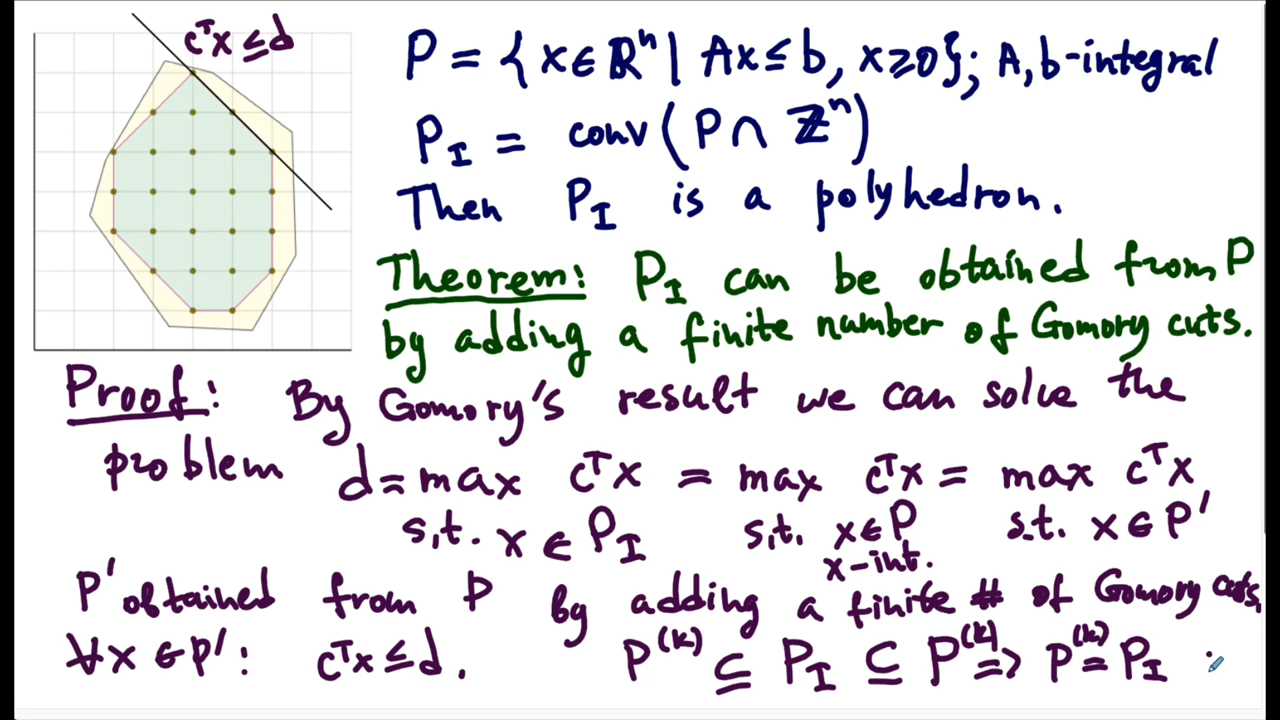 cᵀx ≤ d
P = { x ∈ ℝⁿ | Ax ≤ b, x ≥ 0 }; A, b - integral
P_I = conv ( P ∩ ℤⁿ )
Then P_I is a polyhedron.
Theorem: P_I can be obtained from P
by adding a finite number of Gomory cuts.
Proof: By Gomory's result we can solve the
problem d = max cᵀx = max cᵀx = max cᵀx
s.t. x ∈ P_I s.t. x ∈ P s.t. x ∈ P'
x - int.
P' obtained from P by adding a finite # of Gomory cuts.
∀x ∈ P' : cᵀx ≤ d. P⁽ᵏ⁾ ⊆ P_I ⊆ P⁽ᵏ⁾ ⇒ P⁽ᵏ⁾ = P_I